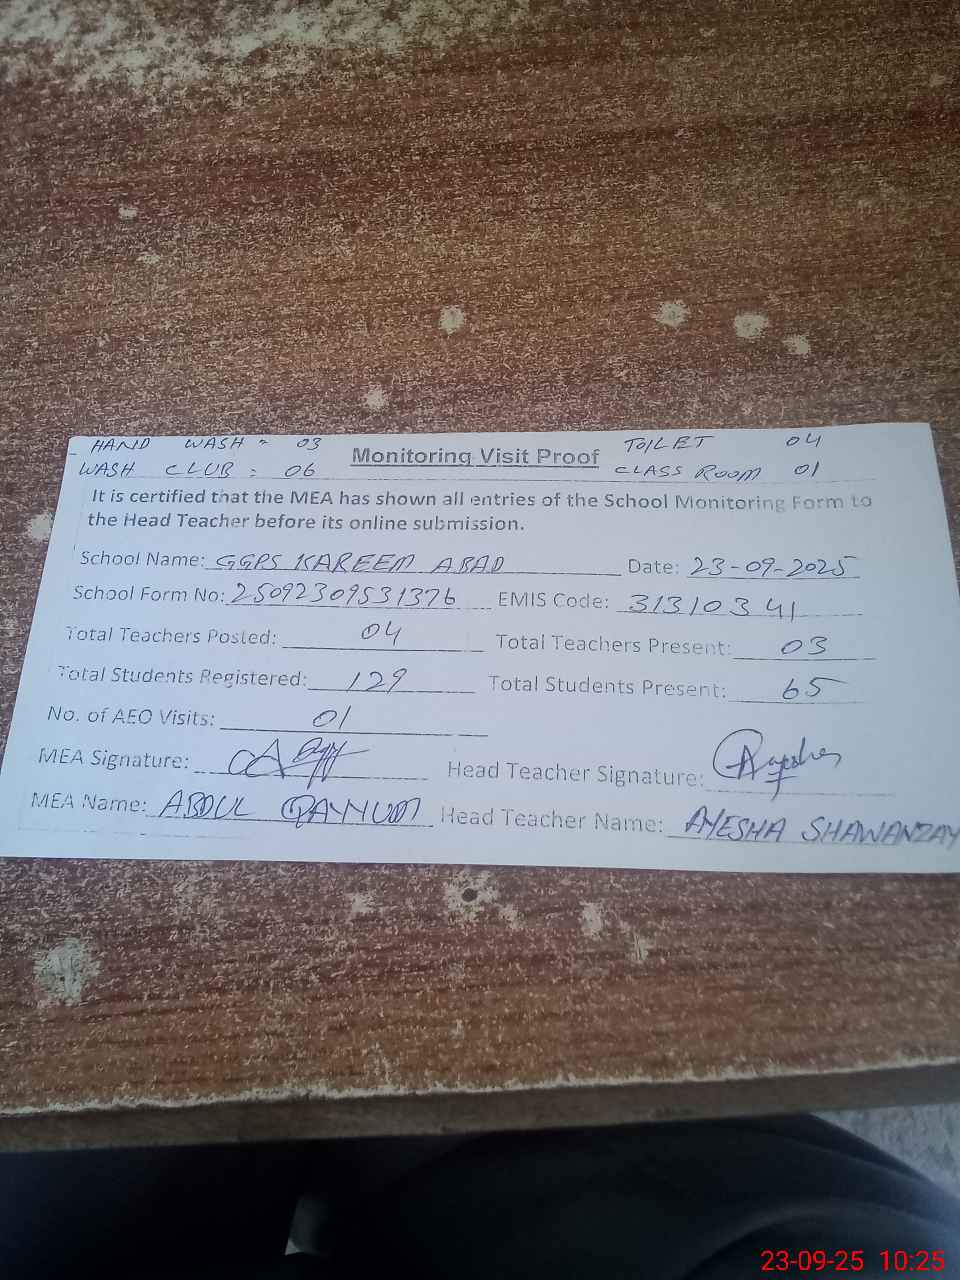 HAND WASH = 03 TOILET 04
WASH CLUB : 06 Monitoring Visit Proof CLASS ROOM 01
It is certified that the MEA has shown all entries of the School Monitoring Form to
the Head Teacher before its online submission.
School Name: GGPS KAREEM ABAD Date: 23-09-2025
School Form No: 25092309531376 EMIS Code: 31310341
Total Teachers Posted: 04 Total Teachers Present: 03
Total Students Registered: 129 Total Students Present: 65
No. of AEO Visits: 01
MEA Signature: Head Teacher Signature:
MEA Name: ABDUL QAYYUM Head Teacher Name: AYESHA SHAWANZAY
23-09-25 10:25